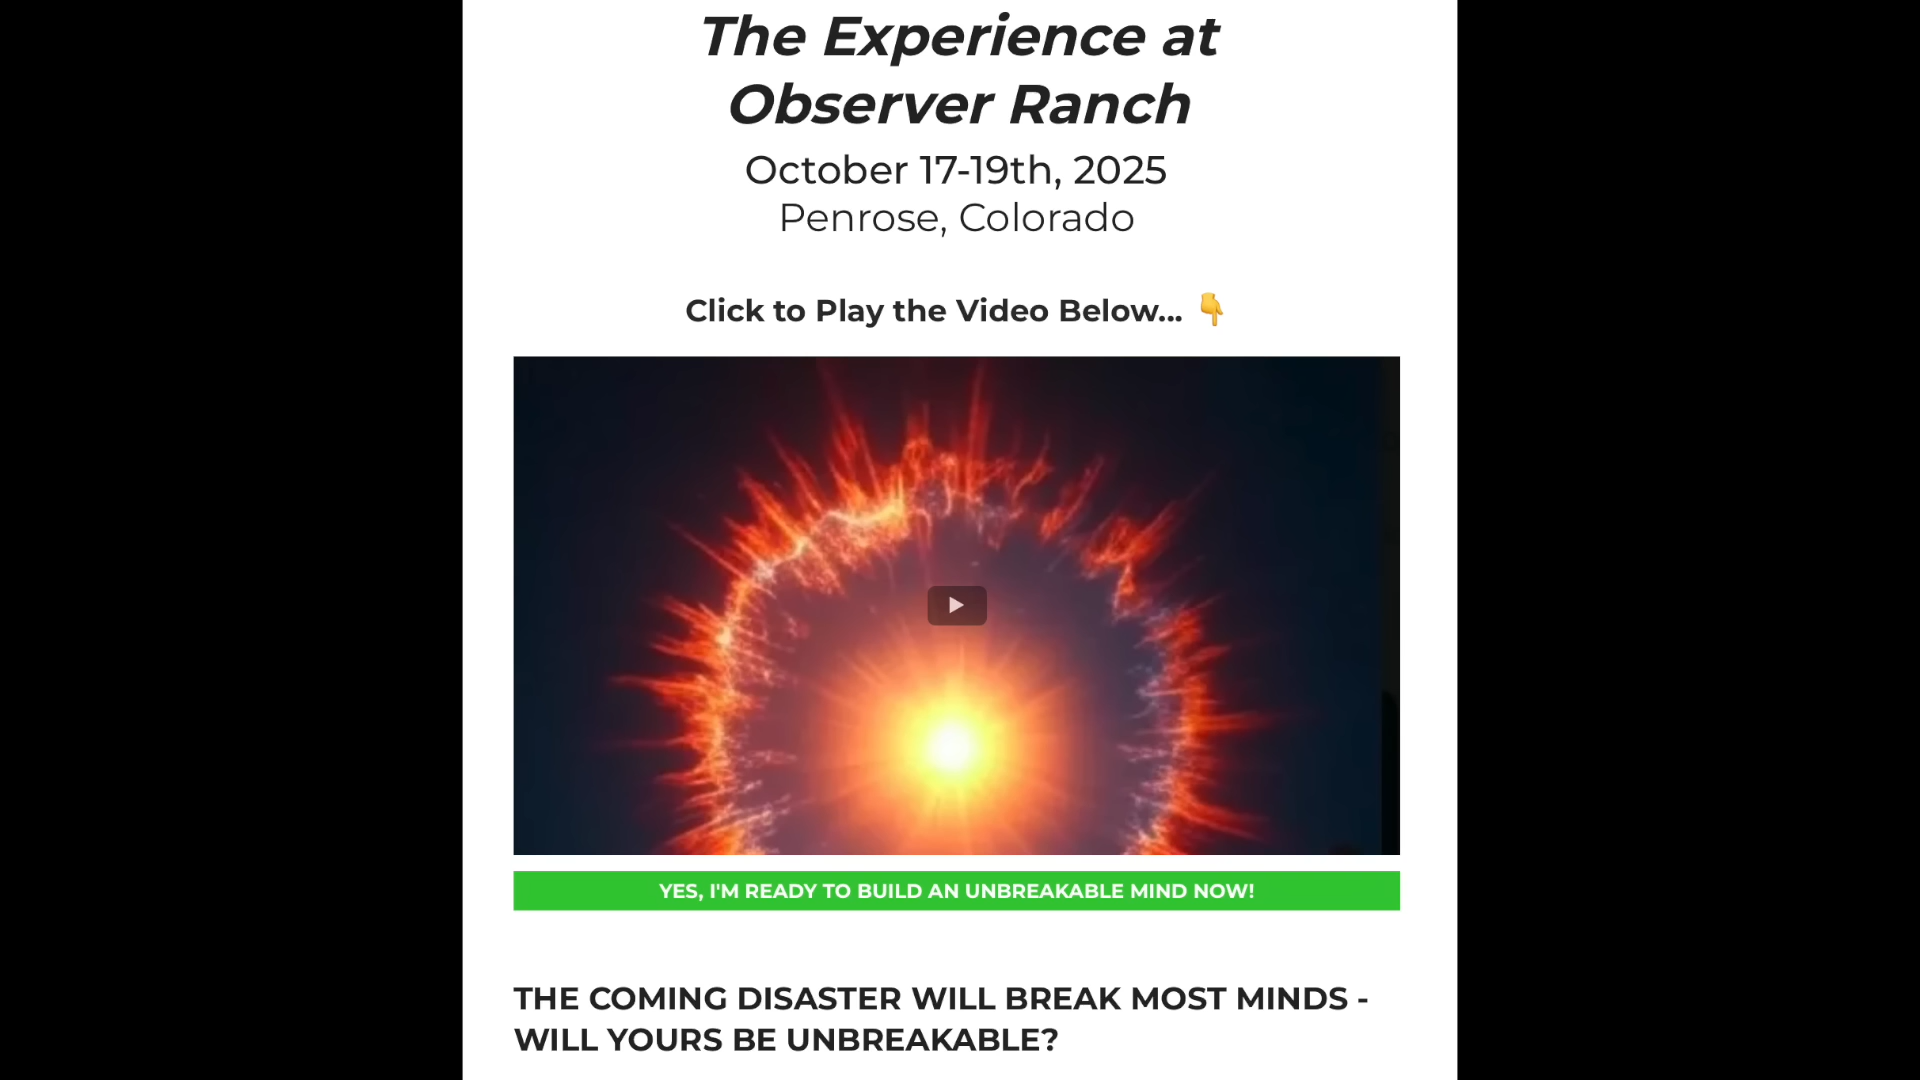 The Experience at
Observer Ranch
October 17-19th, 2025
Penrose, Colorado
Click to Play the Video Below... 👇
YES, I'M READY TO BUILD AN UNBREAKABLE MIND NOW!
THE COMING DISASTER WILL BREAK MOST MINDS -
WILL YOURS BE UNBREAKABLE?